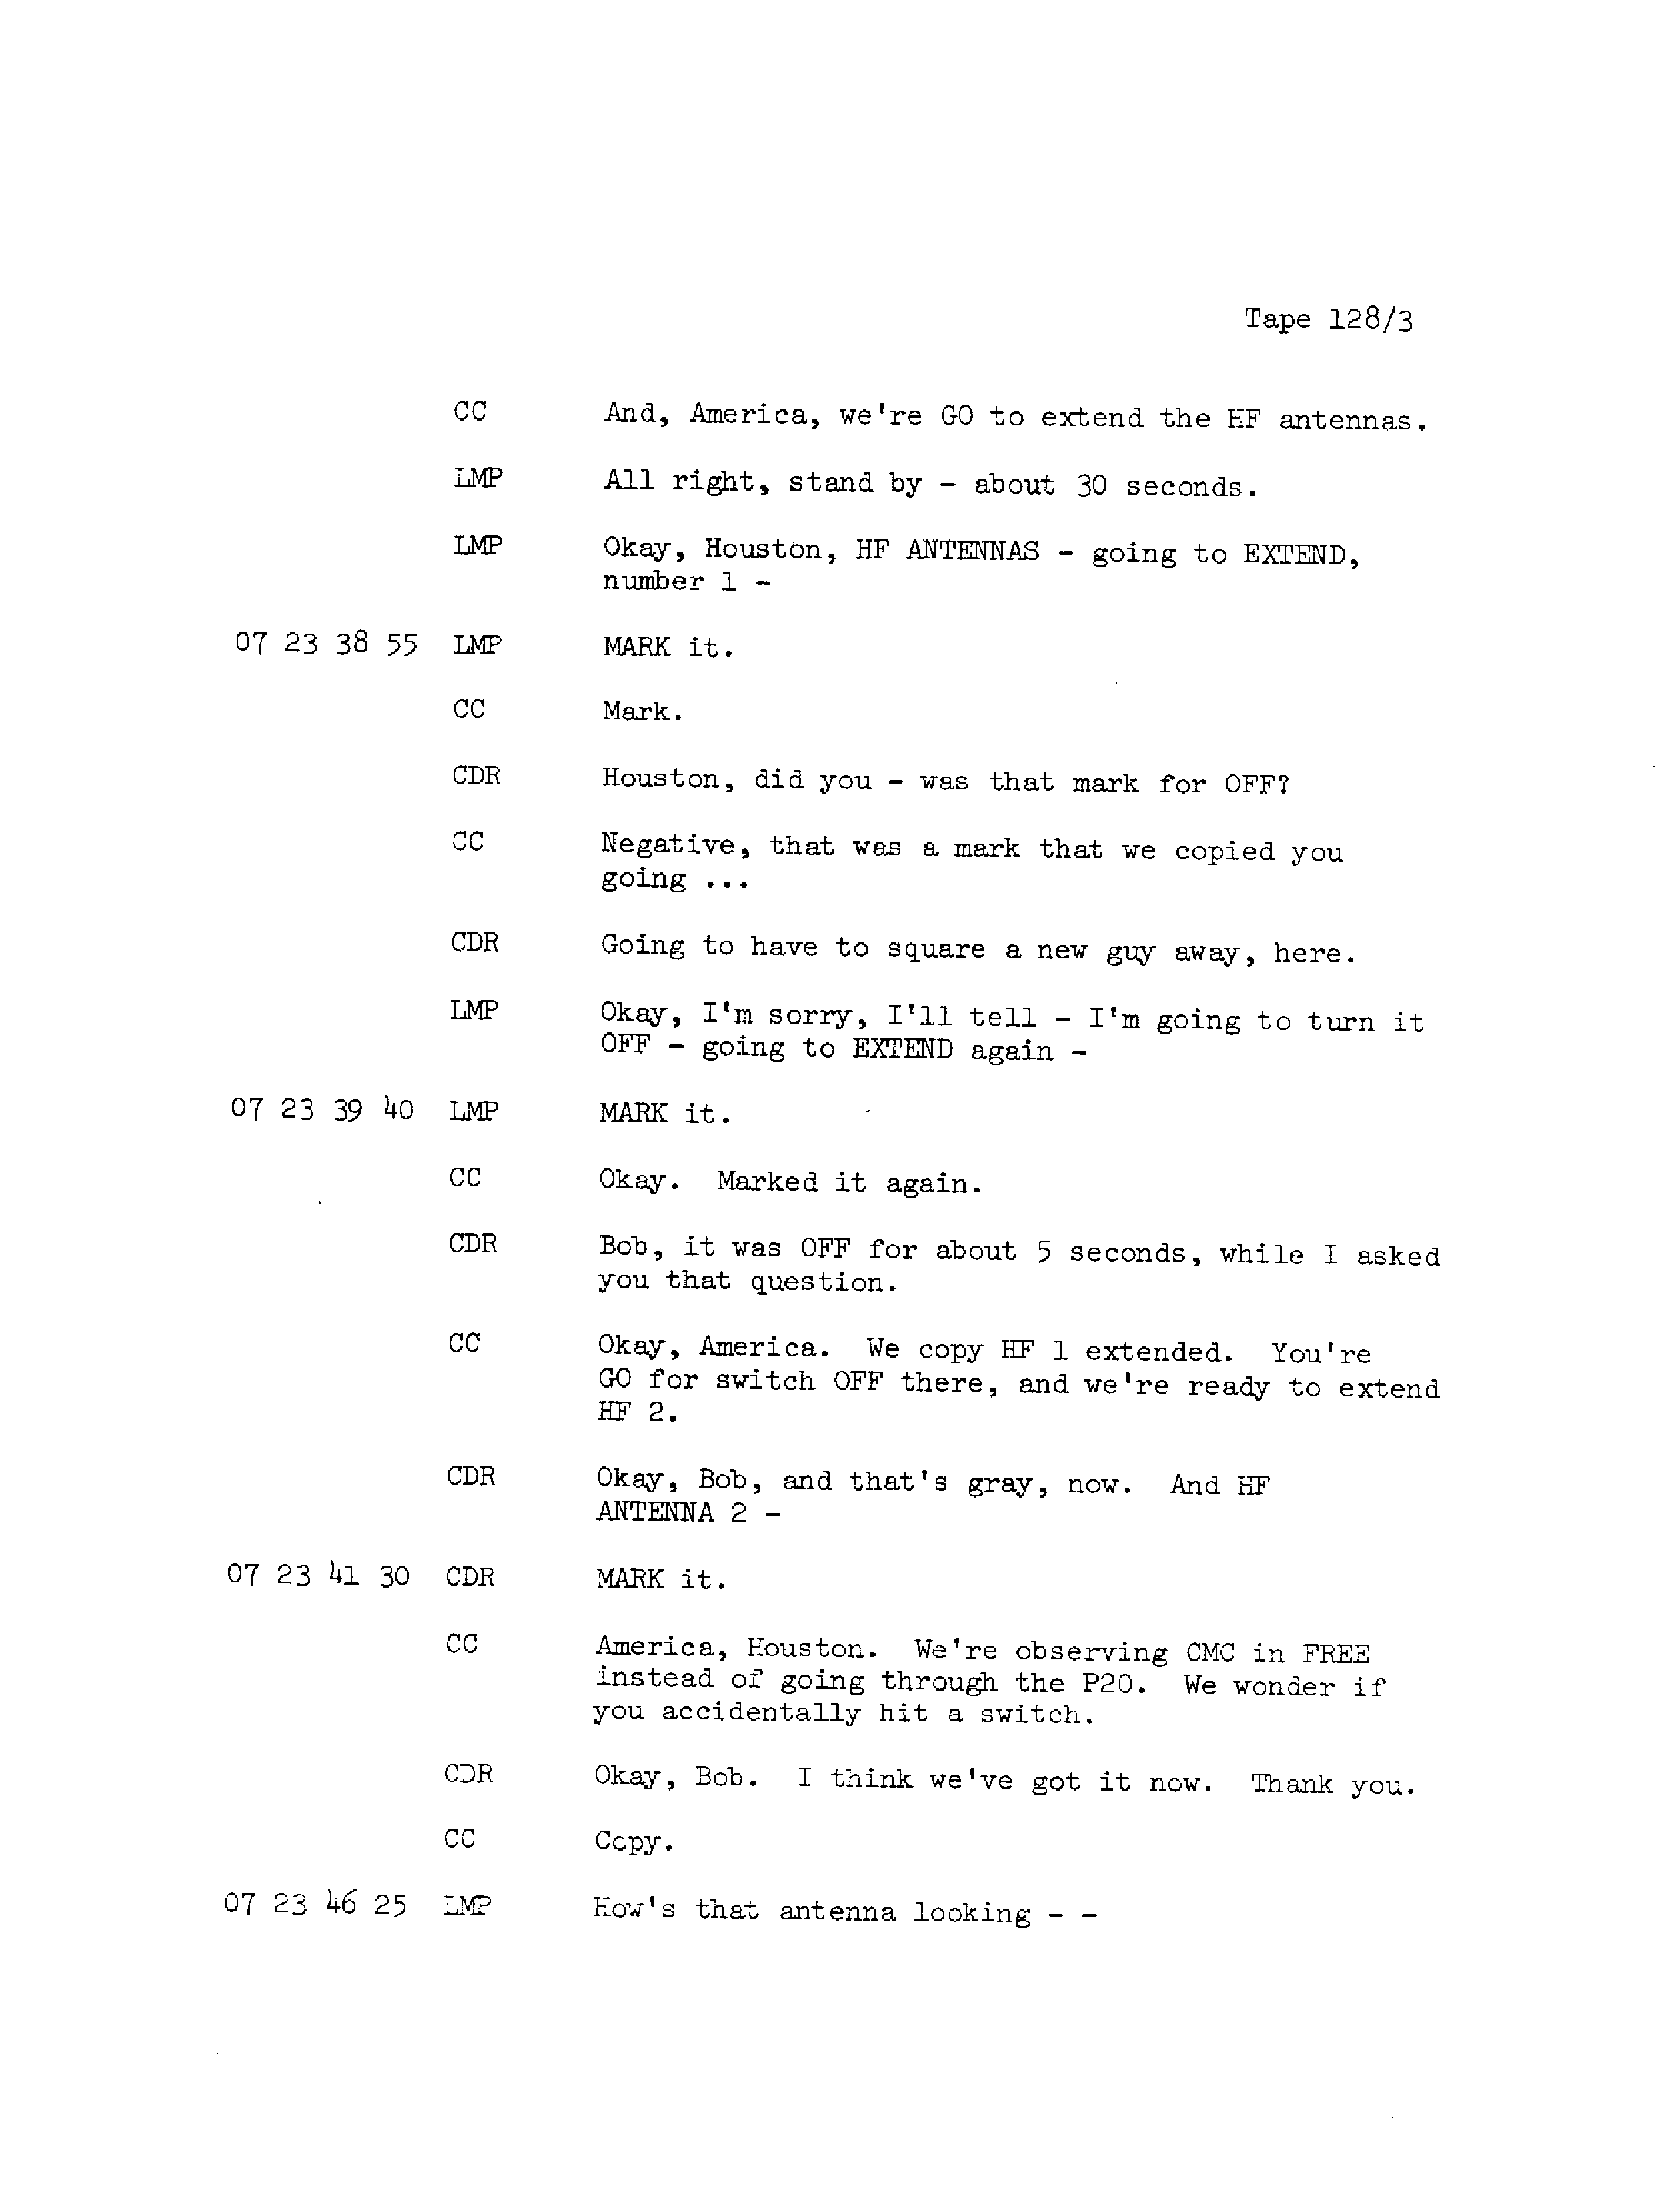 Tape 128/3
CC And, America, we're GO to extend the HF antennas.
LMP All right, stand by - about 30 seconds.
LMP Okay, Houston, HF ANTENNAS - going to EXTEND,
number 1 -
07 23 38 55 LMP MARK it.
CC Mark.
CDR Houston, did you - was that mark for OFF?
CC Negative, that was a mark that we copied you
going ...
CDR Going to have to square a new guy away, here.
LMP Okay, I'm sorry, I'll tell - I'm going to turn it
OFF - going to EXTEND again -
07 23 39 40 LMP MARK it.
CC Okay. Marked it again.
CDR Bob, it was OFF for about 5 seconds, while I asked
you that question.
CC Okay, America. We copy HF 1 extended. You're
GO for switch OFF there, and we're ready to extend
HF 2.
CDR Okay, Bob, and that's gray, now. And HF
ANTENNA 2 -
07 23 41 30 CDR MARK it.
CC America, Houston. We're observing CMC in FREE
instead of going through the P20. We wonder if
you accidentally hit a switch.
CDR Okay, Bob. I think we've got it now. Thank you.
CC Copy.
07 23 46 25 LMP How's that antenna looking - -